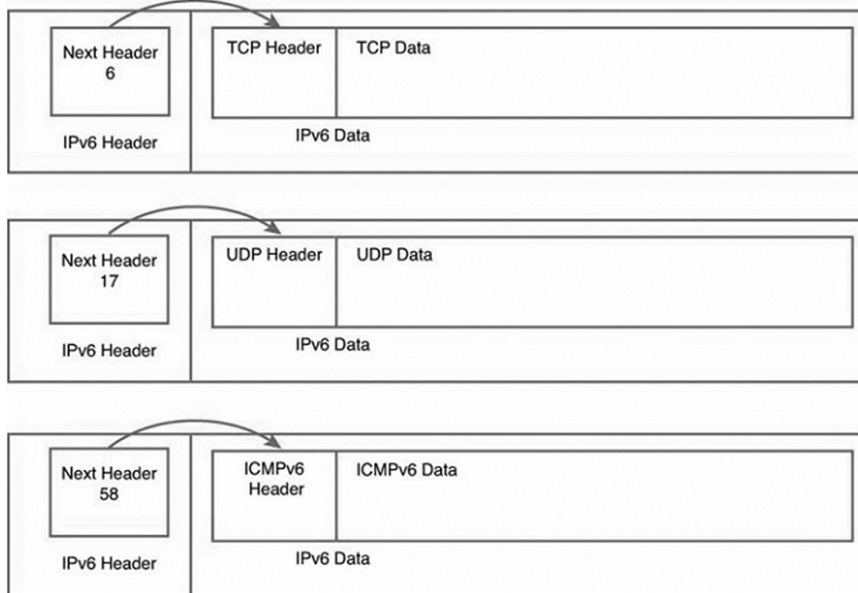 Next Header
6
IPv6 Header
TCP Header
TCP Data
IPv6 Data
Next Header
17
IPv6 Header
UDP Header
UDP Data
IPv6 Data
Next Header
58
IPv6 Header
ICMPv6
Header
ICMPv6 Data
IPv6 Data